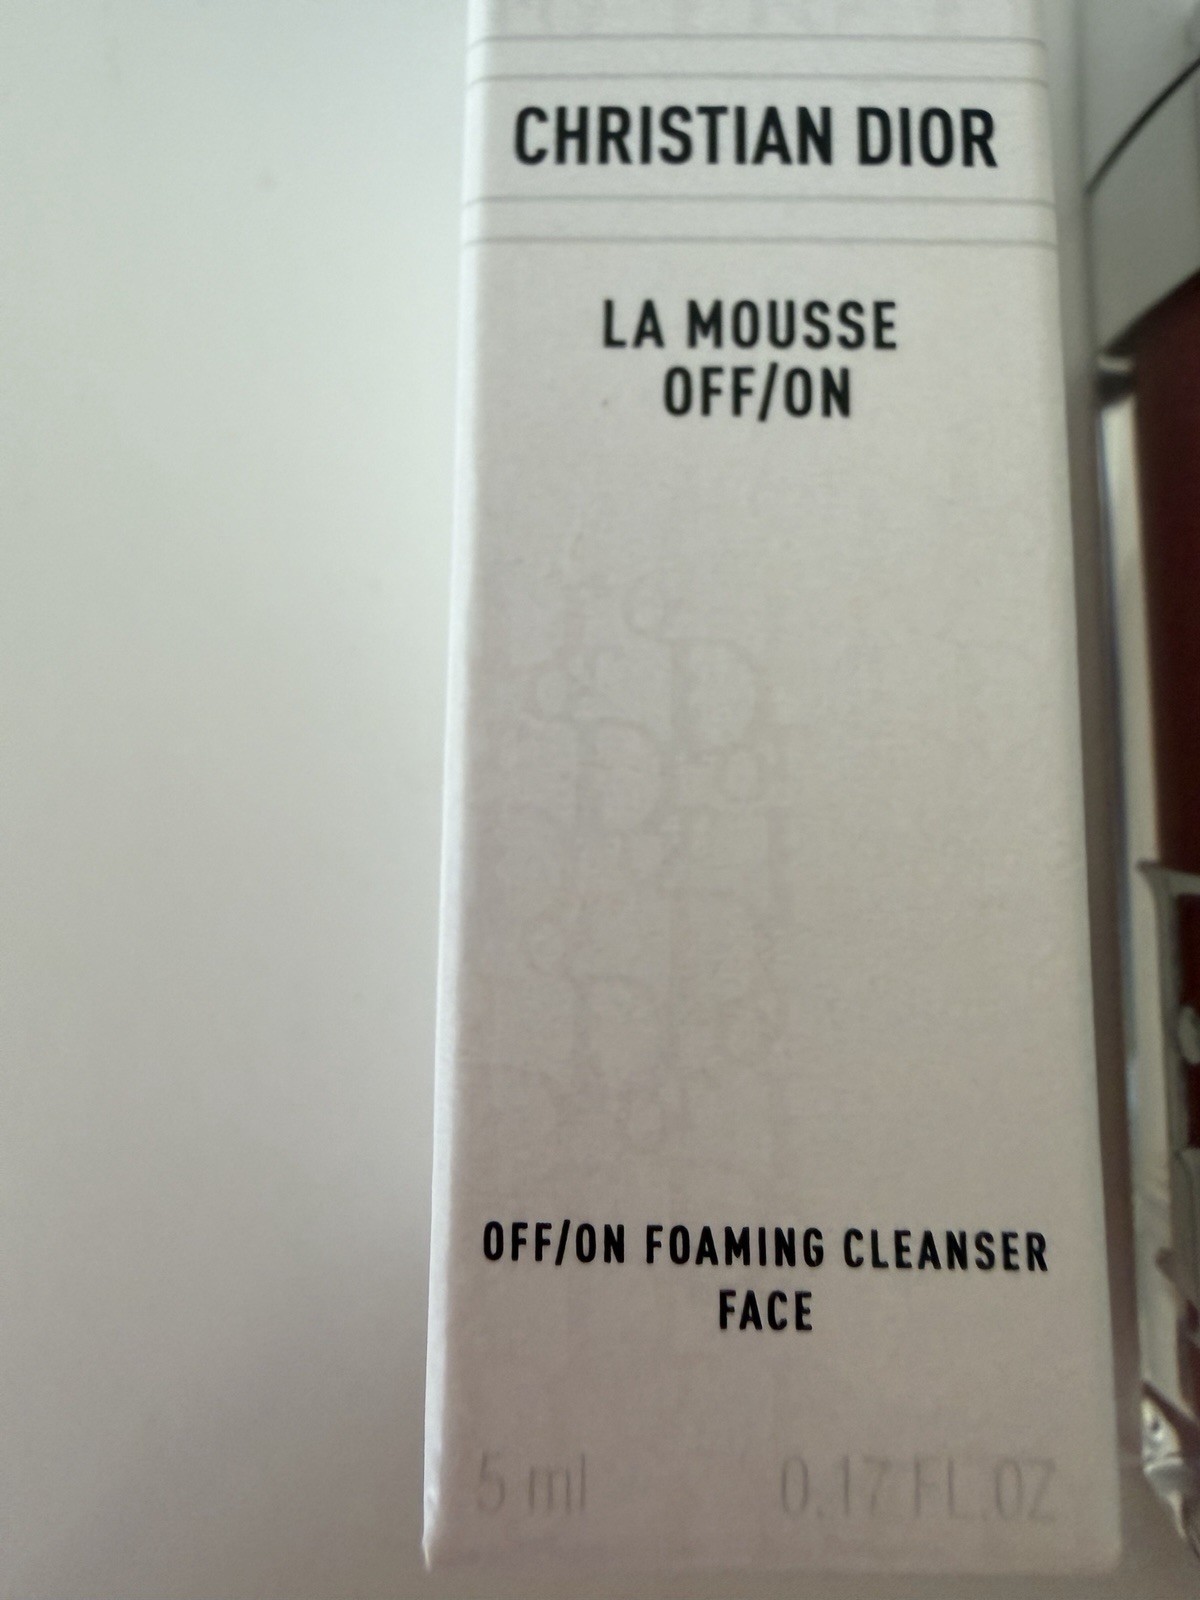 CHRISTIAN DIOR
LA MOUSSE
OFF/ON
OFF/ON FOAMING CLEANSER
FACE
5 ml 0.17 FL.OZ